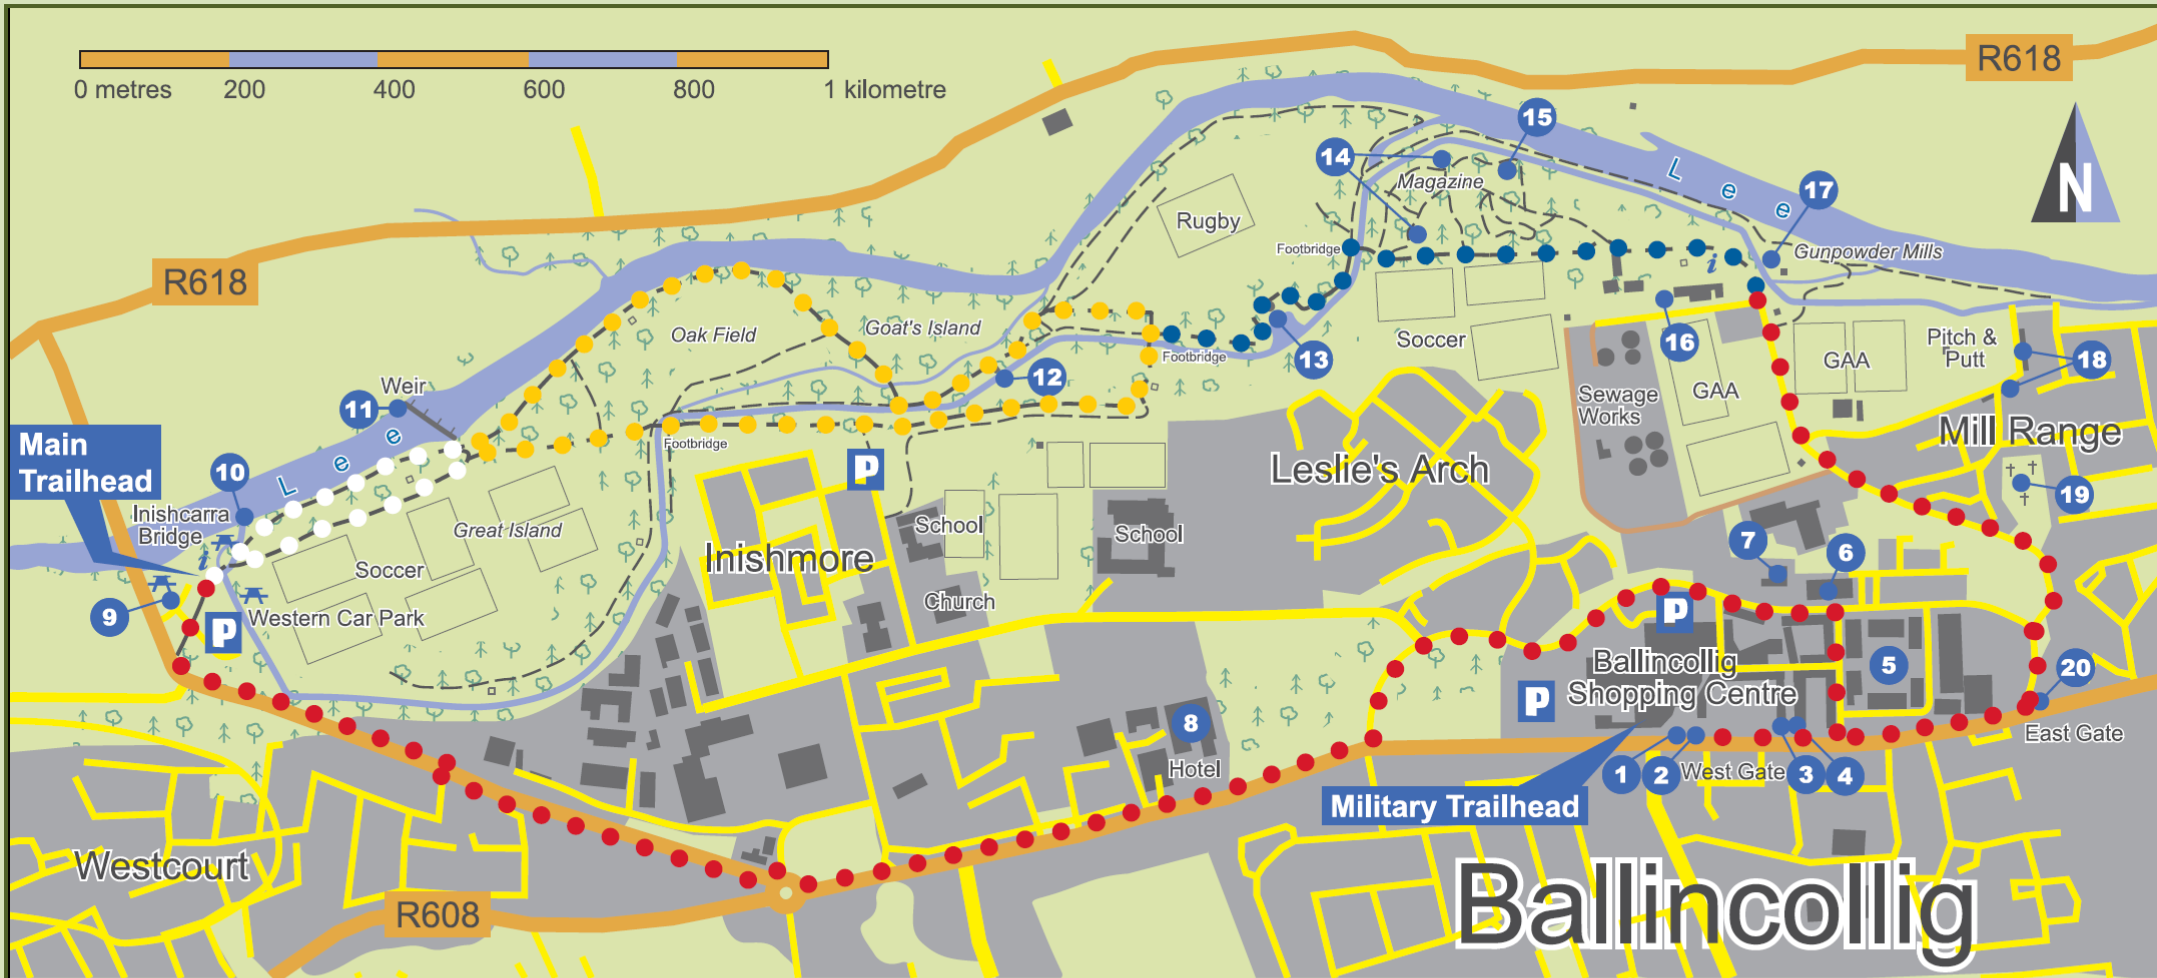 0 metres 200 400 600 800 1 kilometre
R618
R618
N
15
14
Magazine
L e e
17
Rugby
Footbridge
Gunpowder Mills
i
Oak Field
Goat's Island
Footbridge
13
Soccer
16
GAA
Pitch &
Putt
18
Weir
11
12
Sewage
Works
GAA
Mill Range
Main
Trailhead
10
L e e
Footbridge
P
Leslie's Arch
19
Inishcarra
Bridge
i
Great Island
School
School
Inishmore
7
6
Soccer
9
P
Western Car Park
Church
P
Ballincollig
Shopping Centre
5
20
P
8
Hotel
East Gate
1
2
West Gate
3
4
Military Trailhead
Westcourt
R608
Ballincollig